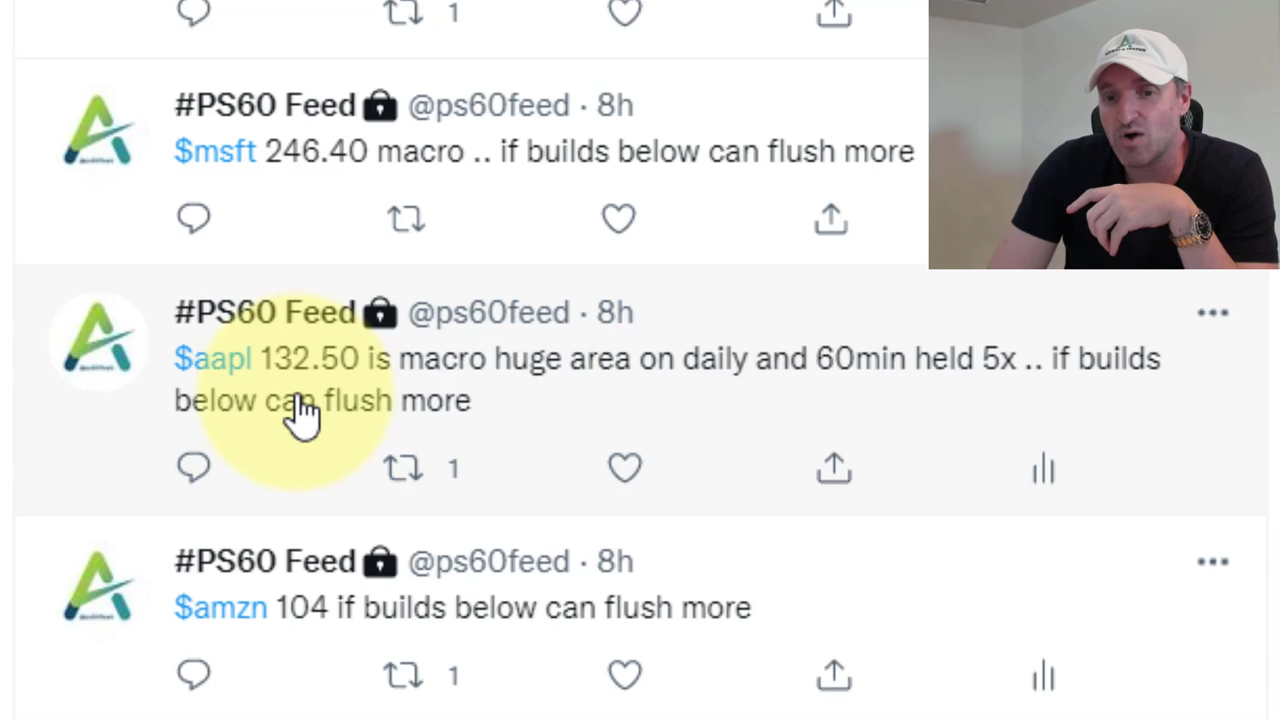 1
#PS60 Feed @ps60feed · 8h
$msft 246.40 macro .. if builds below can flush more
#PS60 Feed @ps60feed · 8h
$aapl 132.50 is macro huge area on daily and 60min held 5x .. if builds
below can flush more
1
#PS60 Feed @ps60feed · 8h
$amzn 104 if builds below can flush more
1